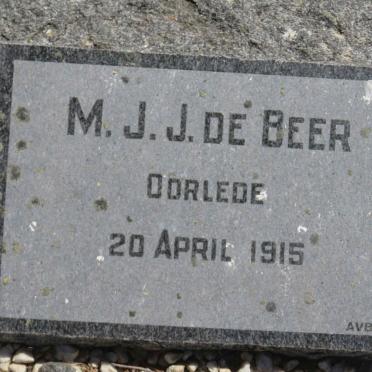 M. J. J. DE BEER
OORLEDE
20 APRIL 1915
AVB